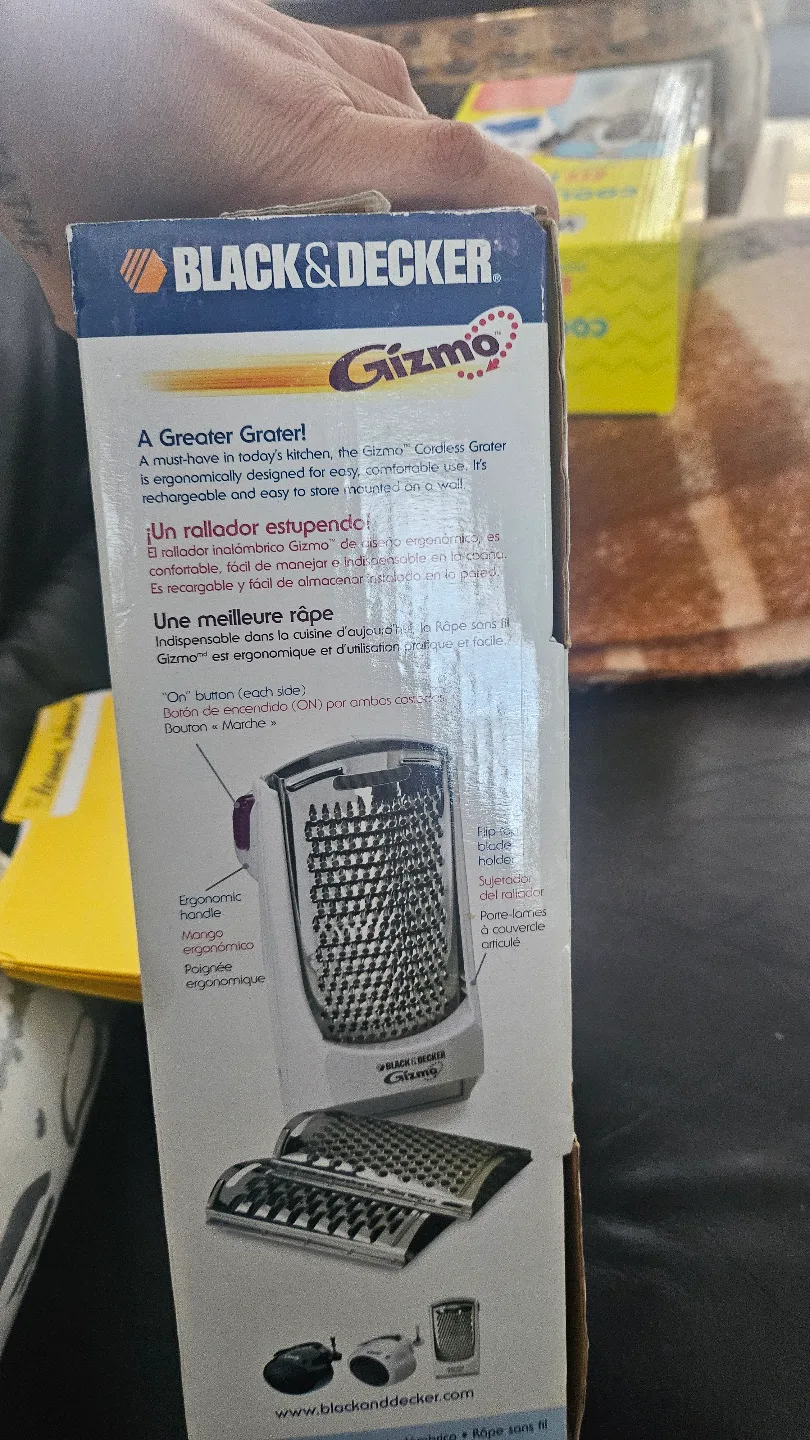 BLACK&DECKER®
Gizmo™
A Greater Grater!
A must-have in today's kitchen, the Gizmo™ Cordless Grater
is ergonomically designed for easy, comfortable use. It's
rechargeable and easy to store mounted on a wall.
¡Un rallador estupendo!
El rallador inalámbrico Gizmo™ de diseño ergonómico, es
confortable, fácil de manejar e indispensable en la cocina.
Es recargable y fácil de almacenar instalado en la pared.
Une meilleure râpe
Indispensable dans la cuisine d'aujourd'hui, la Râpe sans fil
Gizmoᵐᵈ est ergonomique et d'utilisation pratique et facile.
"On" button (each side)
Botón de encendido (ON) por ambos costados
Bouton « Marche »
Flip-top
blade
holder
Sujetador
del rallador
Porre-lames
à couvercle
articulé
Ergonomic
handle
Mango
ergonómico
Poignée
ergonomique
BLACK&DECKER
Gizmo
www.blackanddecker.com
• Râpe sans fil